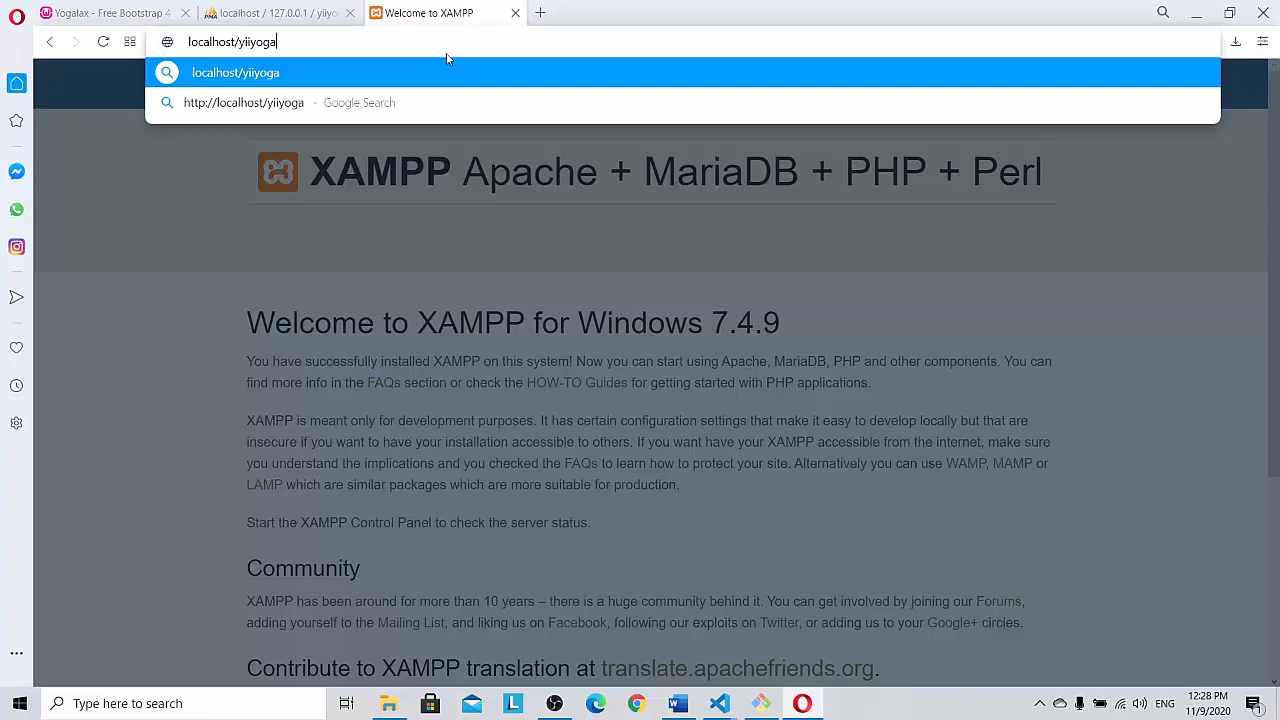 Yogalax - Free Bootstrap 4
localhost / 127.0.0.1 / yiiyo
Welcome to XAMPP
localhost/yiiyoga
localhost/yiiyoga
http://localhost/yiiyoga - Google Search
XAMPP Apache + MariaDB + PHP + Perl
Welcome to XAMPP for Windows 7.4.9
You have successfully installed XAMPP on this system! Now you can start using Apache, MariaDB, PHP and other components. You can
find more info in the FAQs section or check the HOW-TO Guides for getting started with PHP applications.
XAMPP is meant only for development purposes. It has certain configuration settings that make it easy to develop locally but that are
insecure if you want to have your installation accessible to others. If you want have your XAMPP accessible from the internet, make sure
you understand the implications and you checked the FAQs to learn how to protect your site. Alternatively you can use WAMP, MAMP or
LAMP which are similar packages which are more suitable for production.
Start the XAMPP Control Panel to check the server status.
Community
XAMPP has been around for more than 10 years – there is a huge community behind it. You can get involved by joining our Forums,
adding yourself to the Mailing List, and liking us on Facebook, following our exploits on Twitter, or adding us to your Google+ circles.
Contribute to XAMPP translation at translate.apachefriends.org.
Type here to search
ENG
12:28 PM
11/9/2020